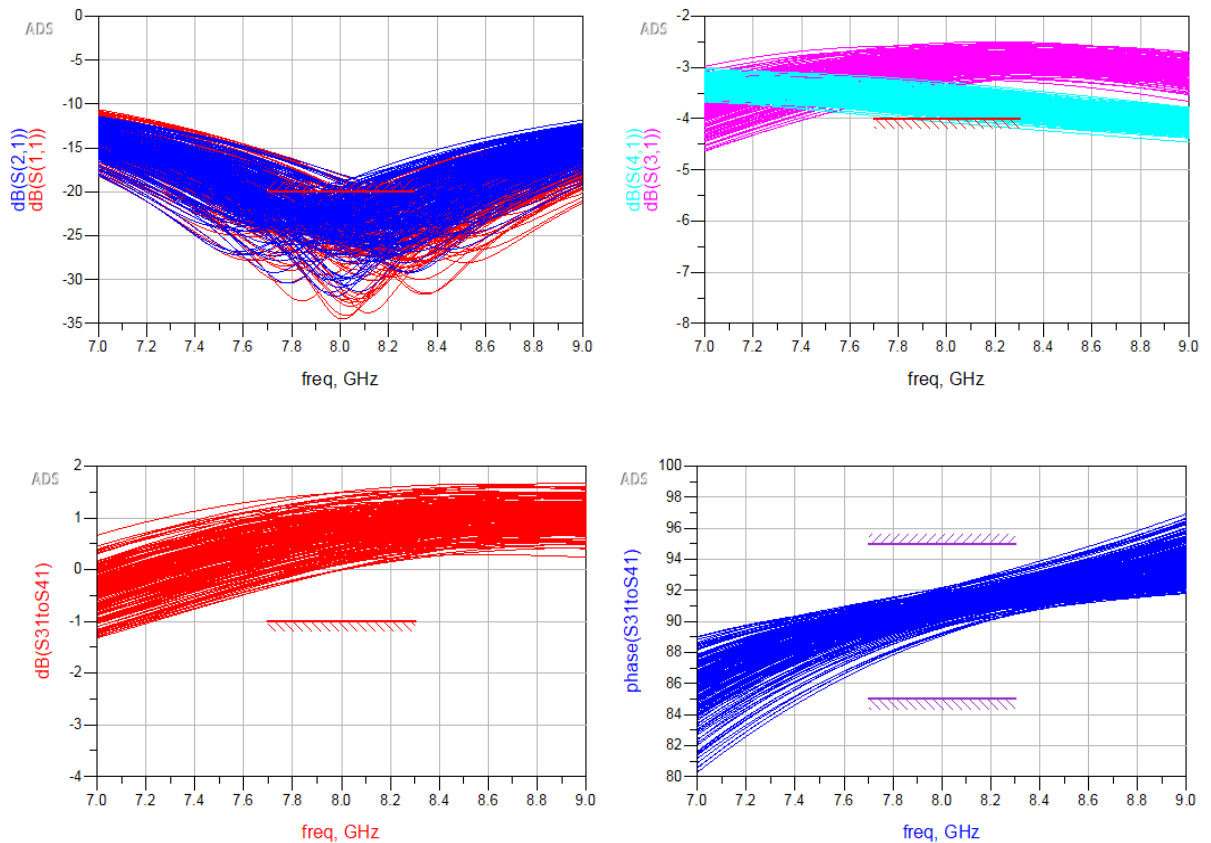 ADS
0
-5
-10
-15
-20
-25
-30
-35
dB(S(2,1))
dB(S(1,1))
7.0 7.2 7.4 7.6 7.8 8.0 8.2 8.4 8.6 8.8 9.0
freq, GHz
ADS
-2
-3
-4
-5
-6
-7
-8
dB(S(4,1))
dB(S(3,1))
7.0 7.2 7.4 7.6 7.8 8.0 8.2 8.4 8.6 8.8 9.0
freq, GHz
ADS
2
1
0
-1
-2
-3
-4
dB(S31toS41)
7.0 7.2 7.4 7.6 7.8 8.0 8.2 8.4 8.6 8.8 9.0
freq, GHz
ADS
100
98
96
95
92
90
88
86
85
82
80
phase(S31toS41)
7.0 7.2 7.4 7.6 7.8 8.0 8.2 8.4 8.6 8.8 9.0
freq, GHz